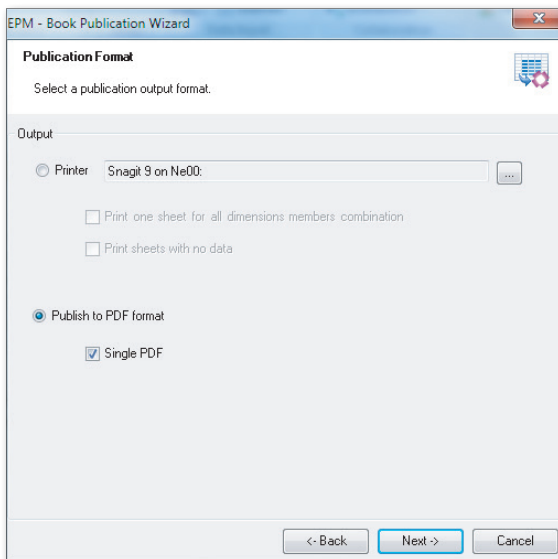 EPM - Book Publication Wizard
Publication Format
Select a publication output format.
Output
Printer Snagit 9 on Ne00: ...
Print one sheet for all dimensions members combination
Print sheets with no data
Publish to PDF format
Single PDF
<- Back Next -> Cancel